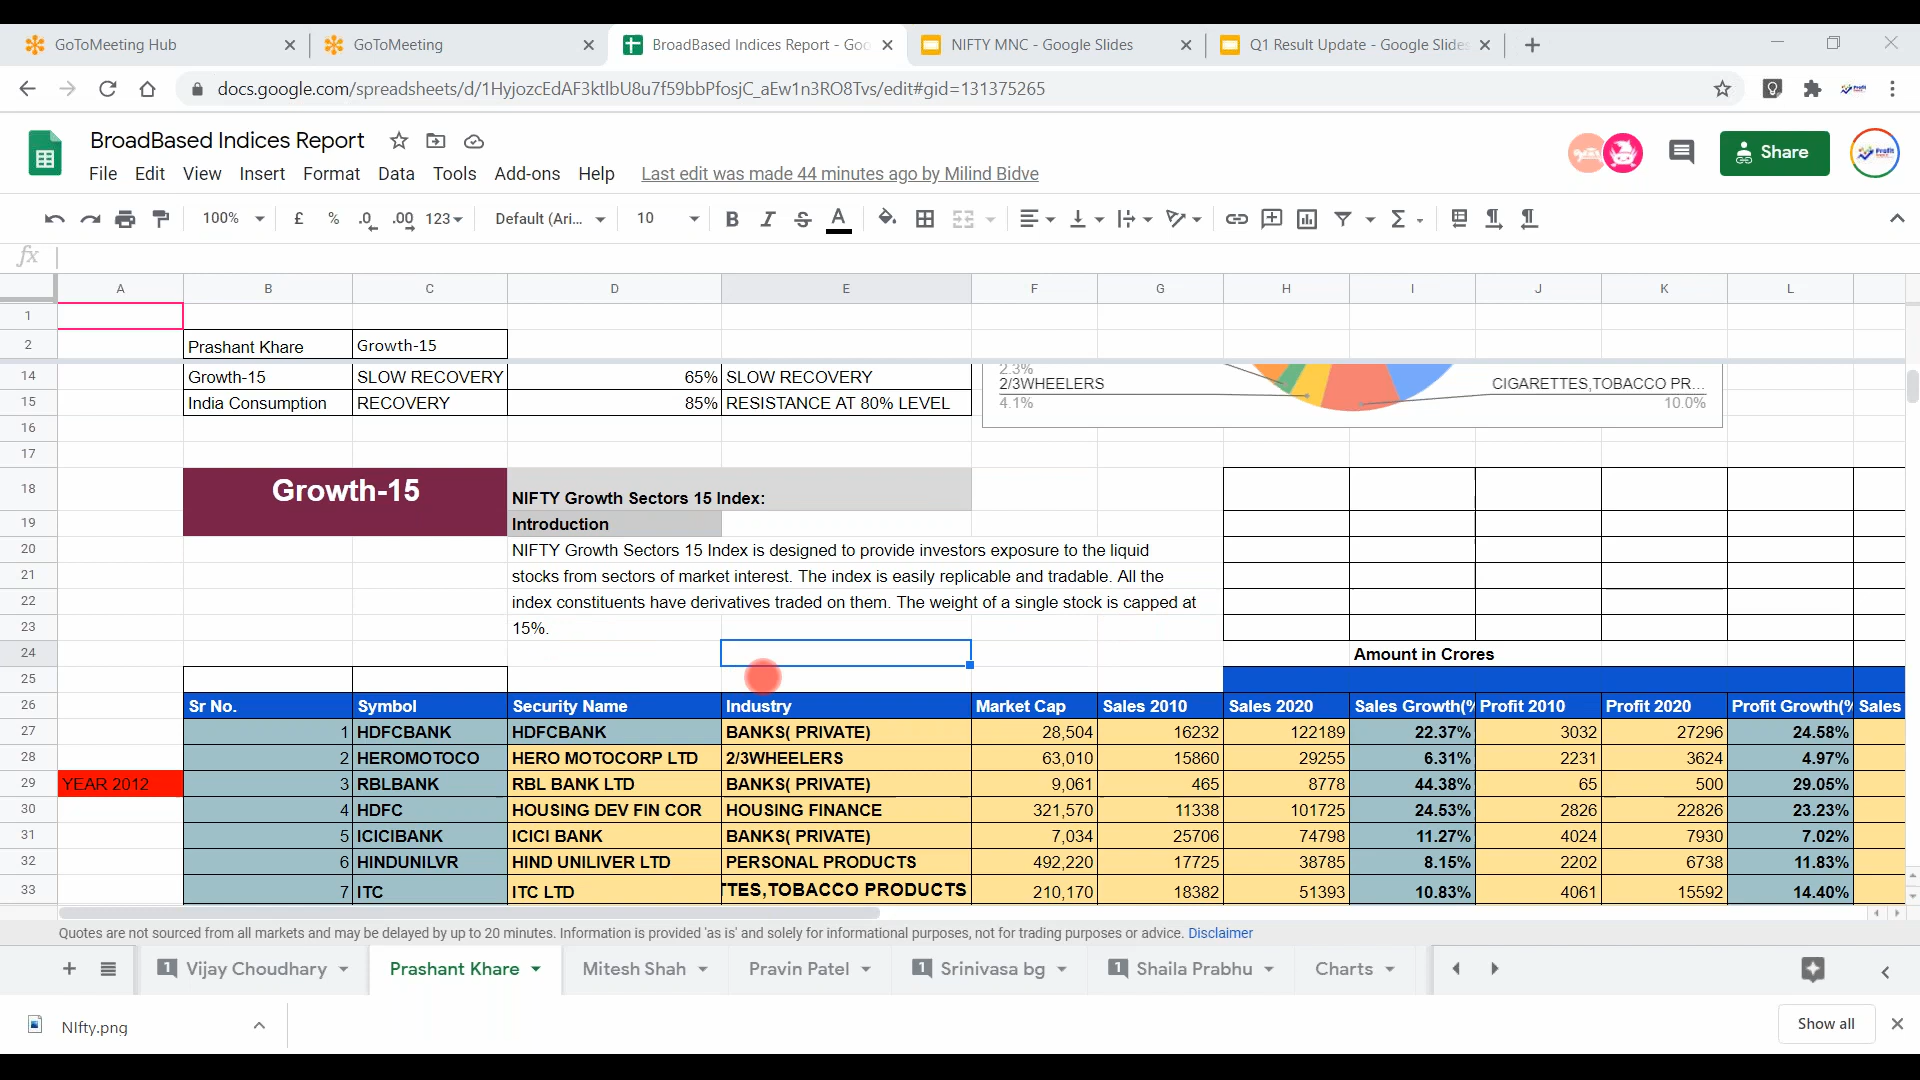 GoToMeeting Hub
GoToMeeting
BroadBased Indices Report - Goo
NIFTY MNC - Google Slides
Q1 Result Update - Google Slides
docs.google.com/spreadsheets/d/1HyjozcEdAF3ktlbU8u7f59bbPfosjC_aEw1n3RO8Tvs/edit#gid=131375265
BroadBased Indices Report
File Edit View Insert Format Data Tools Add-ons Help Last edit was made 44 minutes ago by Milind Bidve
Share
Profit
100% £ % .0 .00 123 Default (Ari... 10 B I S A
fx
A B C D E F G H I J K L
1
2 Prashant Khare Growth-15
14 Growth-15 SLOW RECOVERY 65% SLOW RECOVERY
15 India Consumption RECOVERY 85% RESISTANCE AT 80% LEVEL
2.3%
2/3WHEELERS
4.1%
CIGARETTES,TOBACCO PR...
10.0%
16
17
18 Growth-15 NIFTY Growth Sectors 15 Index:
19 Introduction
20 NIFTY Growth Sectors 15 Index is designed to provide investors exposure to the liquid
21 stocks from sectors of market interest. The index is easily replicable and tradable. All the
22 index constituents have derivatives traded on them. The weight of a single stock is capped at
23 15%.
24 Amount in Crores
25
26 Sr No. Symbol Security Name Industry Market Cap Sales 2010 Sales 2020 Sales Growth(% Profit 2010 Profit 2020 Profit Growth(% Sales
27 1 HDFCBANK HDFCBANK BANKS( PRIVATE) 28,504 16232 122189 22.37% 3032 27296 24.58%
28 2 HEROMOTOCO HERO MOTOCORP LTD 2/3WHEELERS 63,010 15860 29255 6.31% 2231 3624 4.97%
29 YEAR 2012 3 RBLBANK RBL BANK LTD BANKS( PRIVATE) 9,061 465 8778 44.38% 65 500 29.05%
30 4 HDFC HOUSING DEV FIN COR HOUSING FINANCE 321,570 11338 101725 24.53% 2826 22826 23.23%
31 5 ICICIBANK ICICI BANK BANKS( PRIVATE) 7,034 25706 74798 11.27% 4024 7930 7.02%
32 6 HINDUNILVR HIND UNILIVER LTD PERSONAL PRODUCTS 492,220 17725 38785 8.15% 2202 6738 11.83%
33 7 ITC ITC LTD TTES,TOBACCO PRODUCTS 210,170 18382 51393 10.83% 4061 15592 14.40%
Quotes are not sourced from all markets and may be delayed by up to 20 minutes. Information is provided 'as is' and solely for informational purposes, not for trading purposes or advice. Disclaimer
1 Vijay Choudhary Prashant Khare Mitesh Shah Pravin Patel 1 Srinivasa bg 1 Shaila Prabhu Charts
NIfty.png
Show all